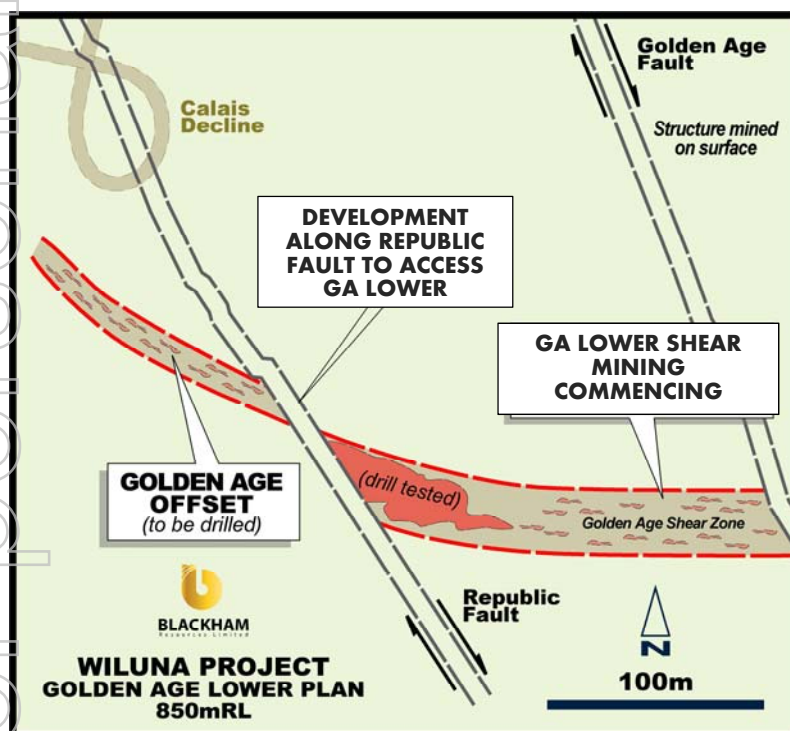 Golden Age
Fault
Structure mined
on surface
Calais
Decline
DEVELOPMENT
ALONG REPUBLIC
FAULT TO ACCESS
GA LOWER
GA LOWER SHEAR
MINING
COMMENCING
GOLDEN AGE
OFFSET
(to be drilled)
(drill tested)
Golden Age Shear Zone
BLACKHAM
Resources Limited
Republic
Fault
N
WILUNA PROJECT
GOLDEN AGE LOWER PLAN
850mRL
100m